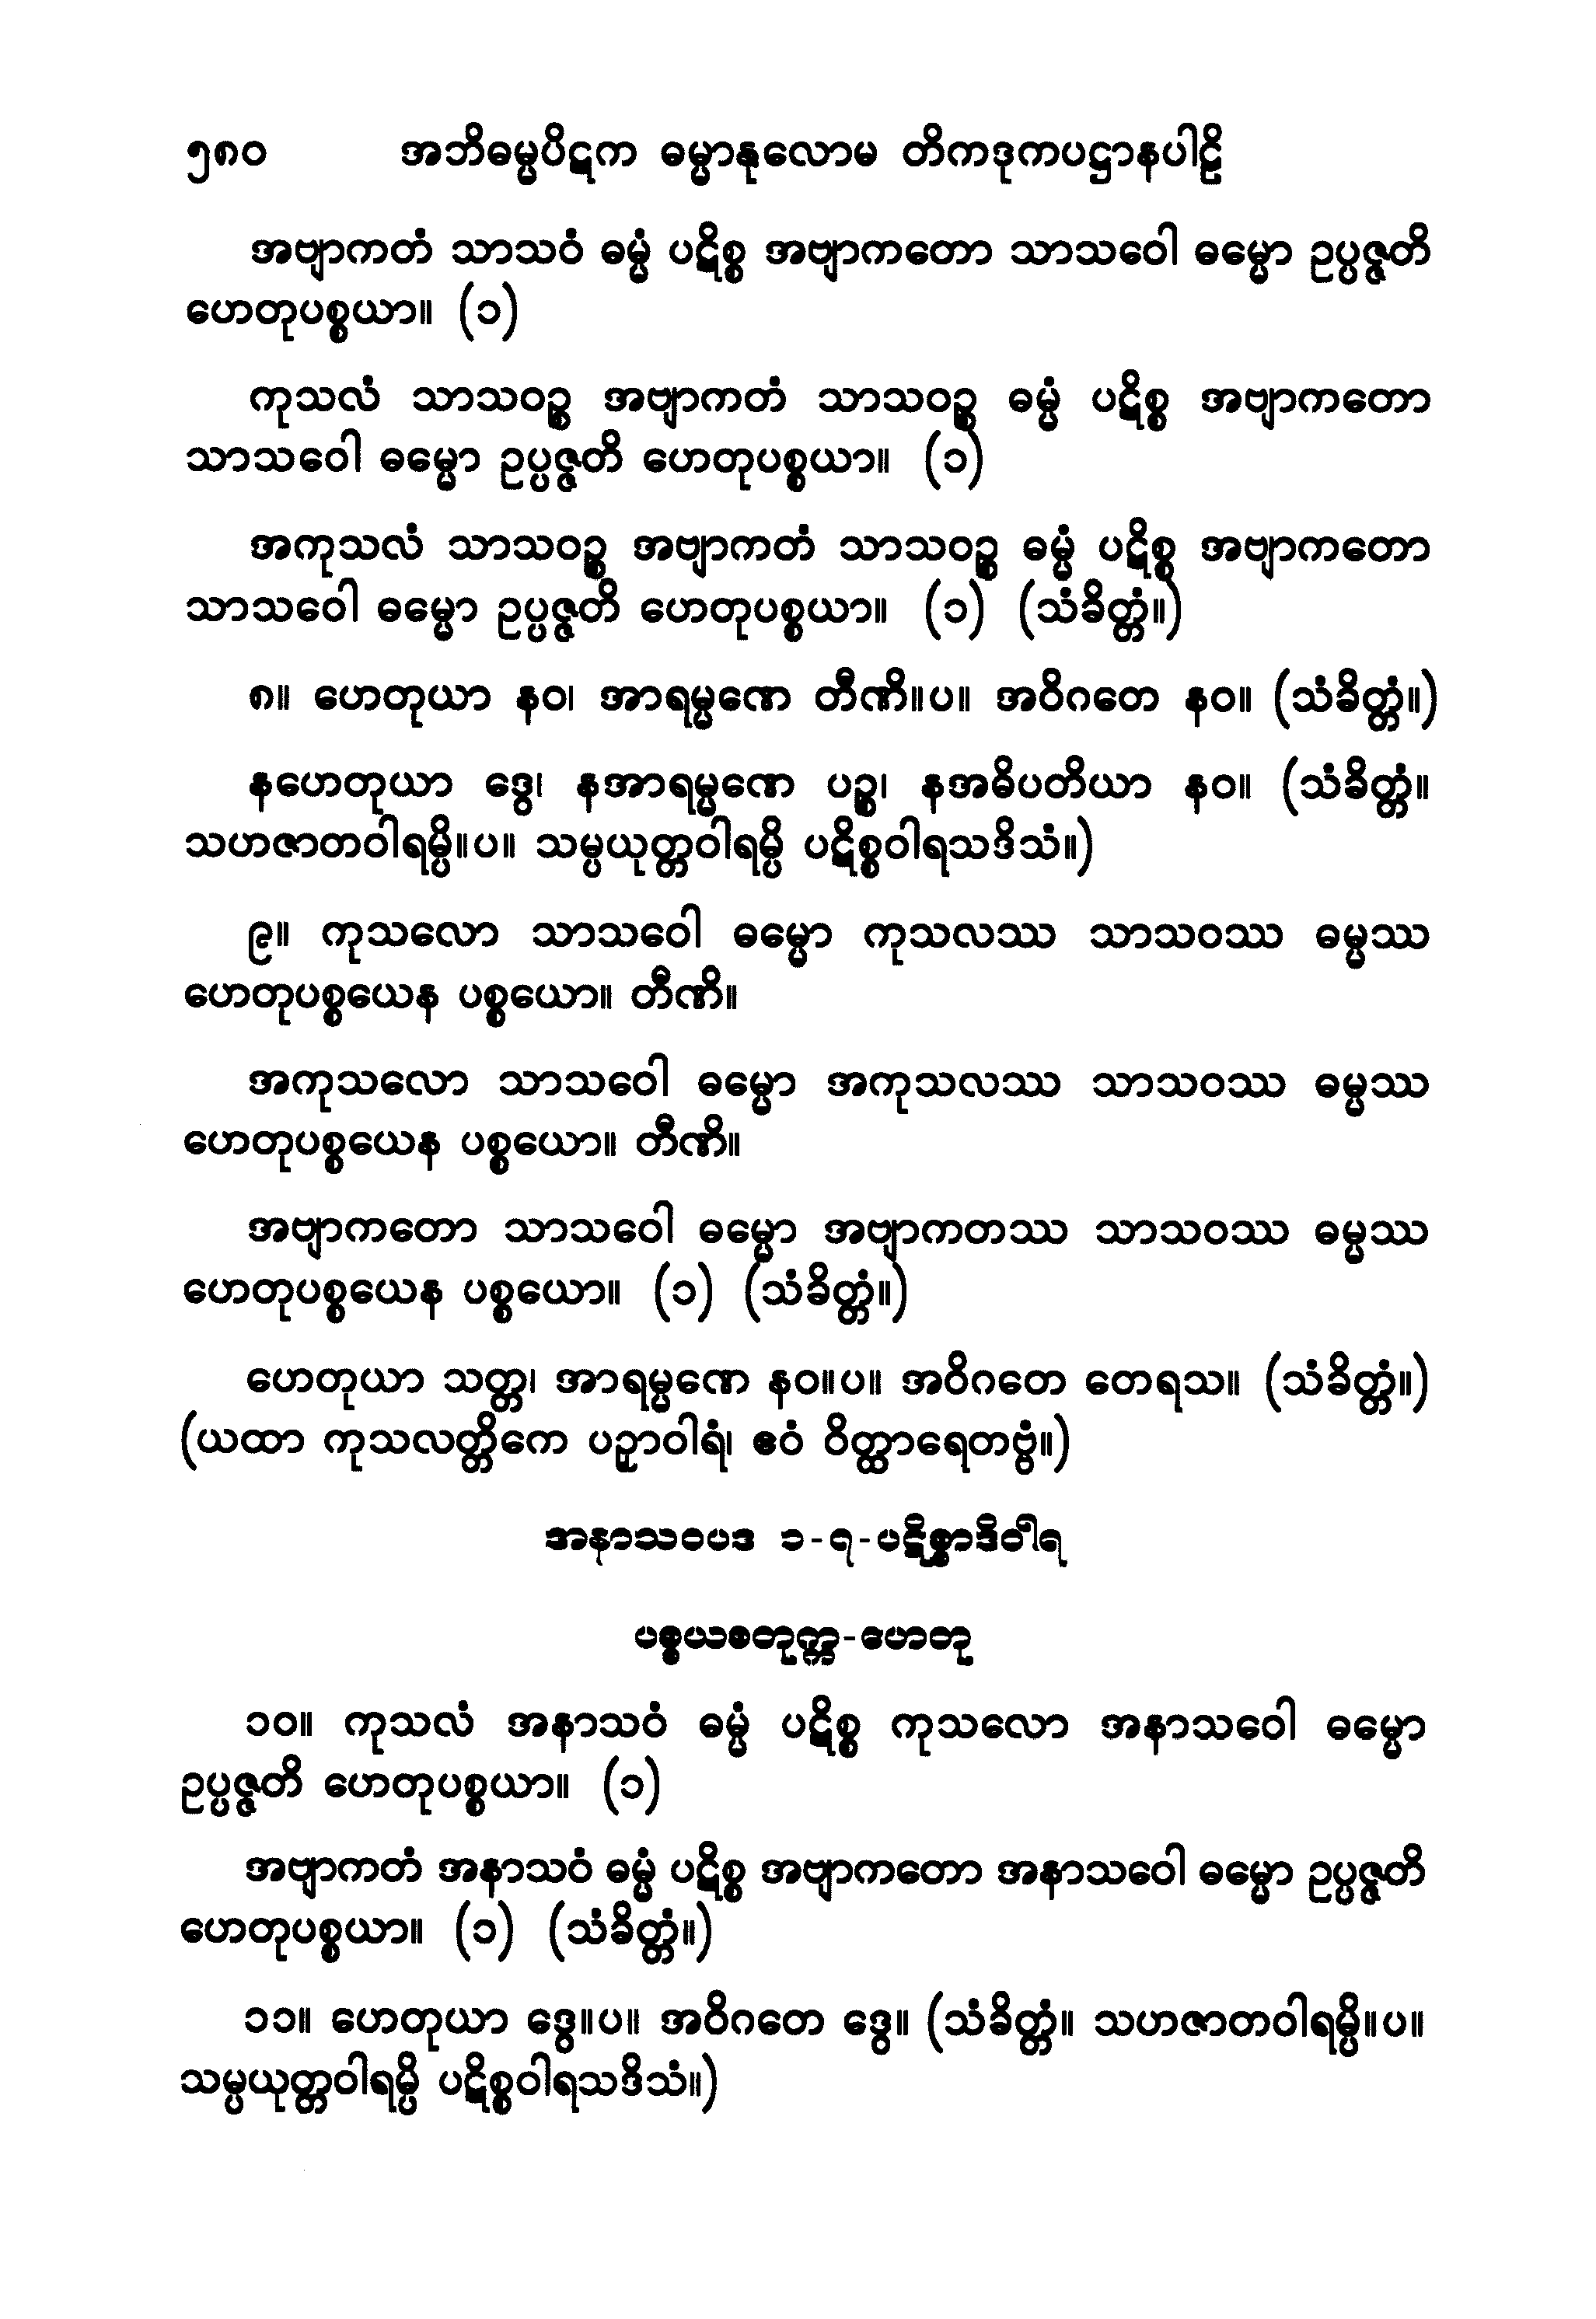 ၅၈၀ အဘိဓမ္မပိဋက ဓမ္မာနုလောမ တိကဒုကပဋ္ဌာနပါဠိ
အဗျာကတံ သာသဝံ ဓမ္မံ ပဋိစ္စ အဗျာကတော သာသဝေါ ဓမ္မော ဥပ္ပဇ္ဇတိ
ဟေတုပစ္စယာ။ (၁)
ကုသလံ သာသဝဉ္စ အဗျာကတံ သာသဝဉ္စ ဓမ္မံ ပဋိစ္စ အဗျာကတော
သာသဝေါ ဓမ္မော ဥပ္ပဇ္ဇတိ ဟေတုပစ္စယာ။ (၁)
အကုသလံ သာသဝဉ္စ အဗျာကတံ သာသဝဉ္စ ဓမ္မံ ပဋိစ္စ အဗျာကတော
သာသဝေါ ဓမ္မော ဥပ္ပဇ္ဇတိ ဟေတုပစ္စယာ။ (၁) (သံခိတ္တံ။)
၈။ ဟေတုယာ နဝ၊ အာရမ္မဏေ တီဏိ။ပ။ အဝိဂတေ နဝ။ (သံခိတ္တံ။)
နဟေတုယာ ဒွေ၊ နအာရမ္မဏေ ပဉ္စ၊ နအဓိပတိယာ နဝ။ (သံခိတ္တံ။
သဟဇာတဝါရမ္ပိ။ပ။ သမ္ပယုတ္တဝါရမ္ပိ ပဋိစ္စဝါရသဒိသံ။)
၉။ ကုသလော သာသဝေါ ဓမ္မော ကုသလဿ သာသဝဿ ဓမ္မဿ
ဟေတုပစ္စယေန ပစ္စယော။ တီဏိ။
အကုသလော သာသဝေါ ဓမ္မော အကုသလဿ သာသဝဿ ဓမ္မဿ
ဟေတုပစ္စယေန ပစ္စယော။ တီဏိ။
အဗျာကတော သာသဝေါ ဓမ္မော အဗျာကတဿ သာသဝဿ ဓမ္မဿ
ဟေတုပစ္စယေန ပစ္စယော။ (၁) (သံခိတ္တံ။)
ဟေတုယာ သတ္တ၊ အာရမ္မဏေ နဝ။ပ။ အဝိဂတေ တေရသ။ (သံခိတ္တံ။)
(ယထာ ကုသလတ္တိကေ ပဉှာဝါရံ၊ ဧဝံ ဝိတ္ထာရေတဗ္ဗံ။)
အနာသဝပဒ ၁-၇-ပဋိစ္စာဒိဝါရ
ပစ္စယစတုက္က-ဟေတု
၁၀။ ကုသလံ အနာသဝံ ဓမ္မံ ပဋိစ္စ ကုသလော အနာသဝေါ ဓမ္မော
ဥပ္ပဇ္ဇတိ ဟေတုပစ္စယာ။ (၁)
အဗျာကတံ အနာသဝံ ဓမ္မံ ပဋိစ္စ အဗျာကတော အနာသဝေါ ဓမ္မော ဥပ္ပဇ္ဇတိ
ဟေတုပစ္စယာ။ (၁) (သံခိတ္တံ။)
၁၁။ ဟေတုယာ ဒွေ။ပ။ အဝိဂတေ ဒွေ။ (သံခိတ္တံ။ သဟဇာတဝါရမ္ပိ။ပ။
သမ္ပယုတ္တဝါရမ္ပိ ပဋိစ္စဝါရသဒိသံ။)